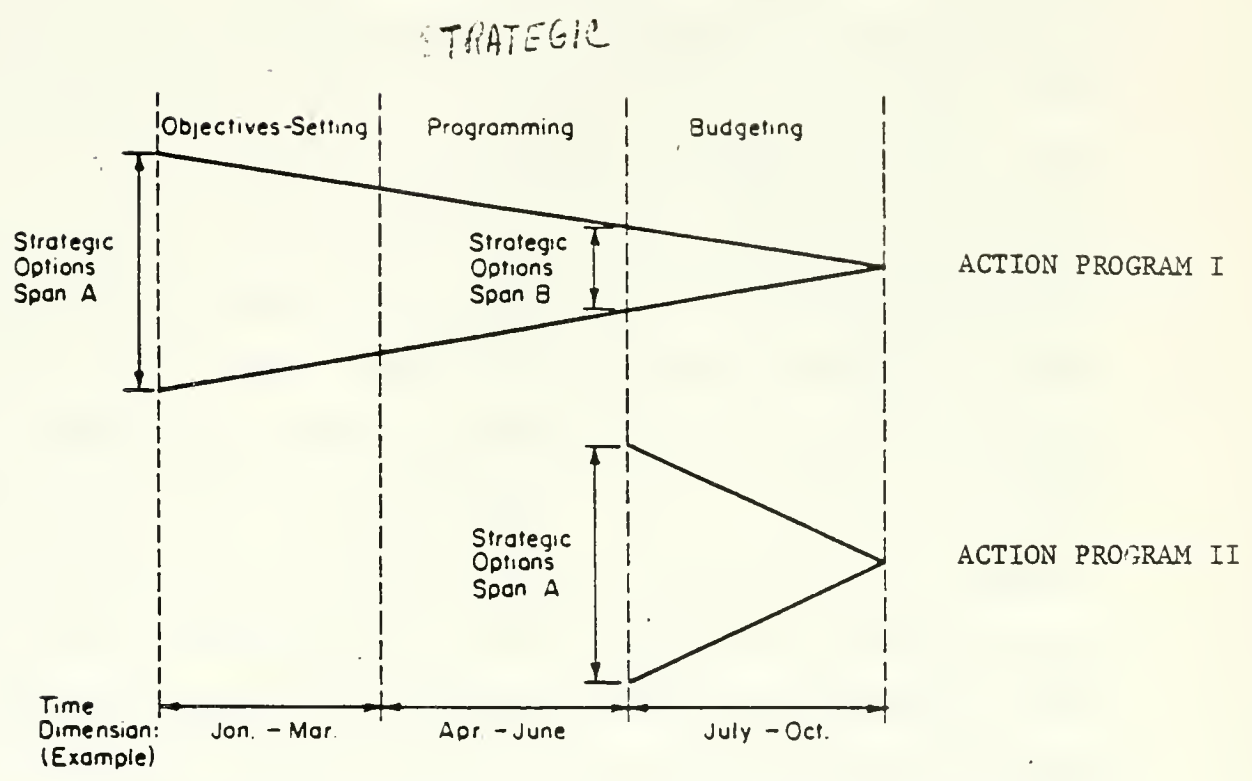 STRATEGIC
Objectives-Setting
Programming
Budgeting
Strategic
Options
Span A
Strategic
Options
Span B
ACTION PROGRAM I
Strategic
Options
Span A
ACTION PROGRAM II
Time
Dimension:
(Example)
Jan. - Mar.
Apr. - June
July - Oct.